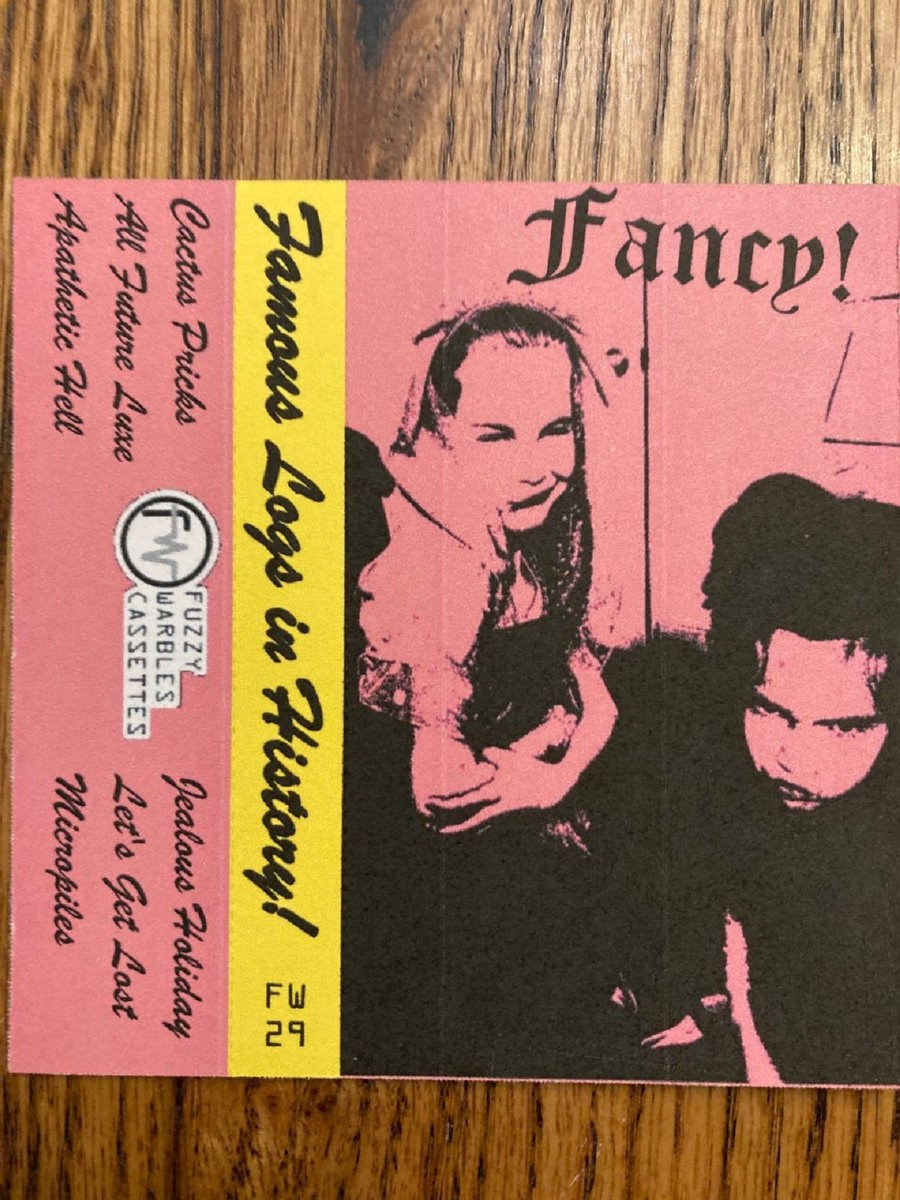 Fancy!
Famous Logs in History!
FW
29
Cactus Pricks
All Future Luxe
Apathetic Hell
FW
FUZZY
WARBLES
CASSETTES
Jealous Holiday
Let's Get Lost
Micropiles